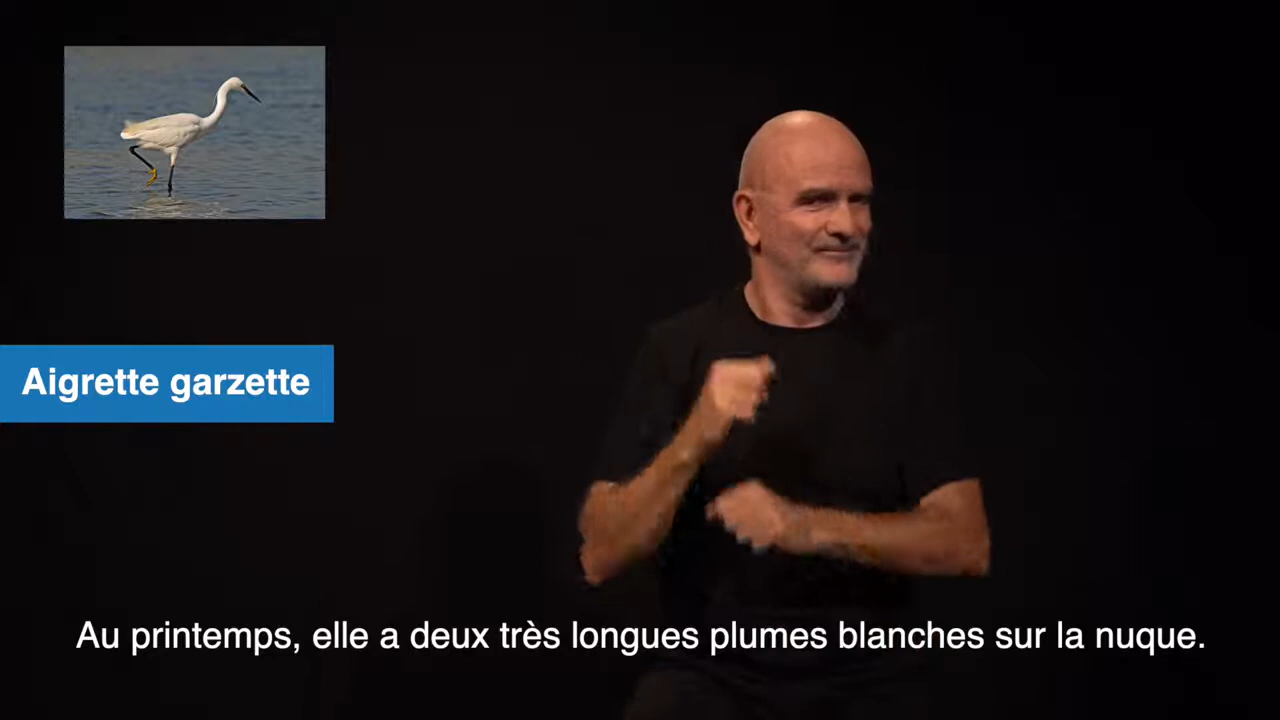 Aigrette garzette
Au printemps, elle a deux très longues plumes blanches sur la nuque.